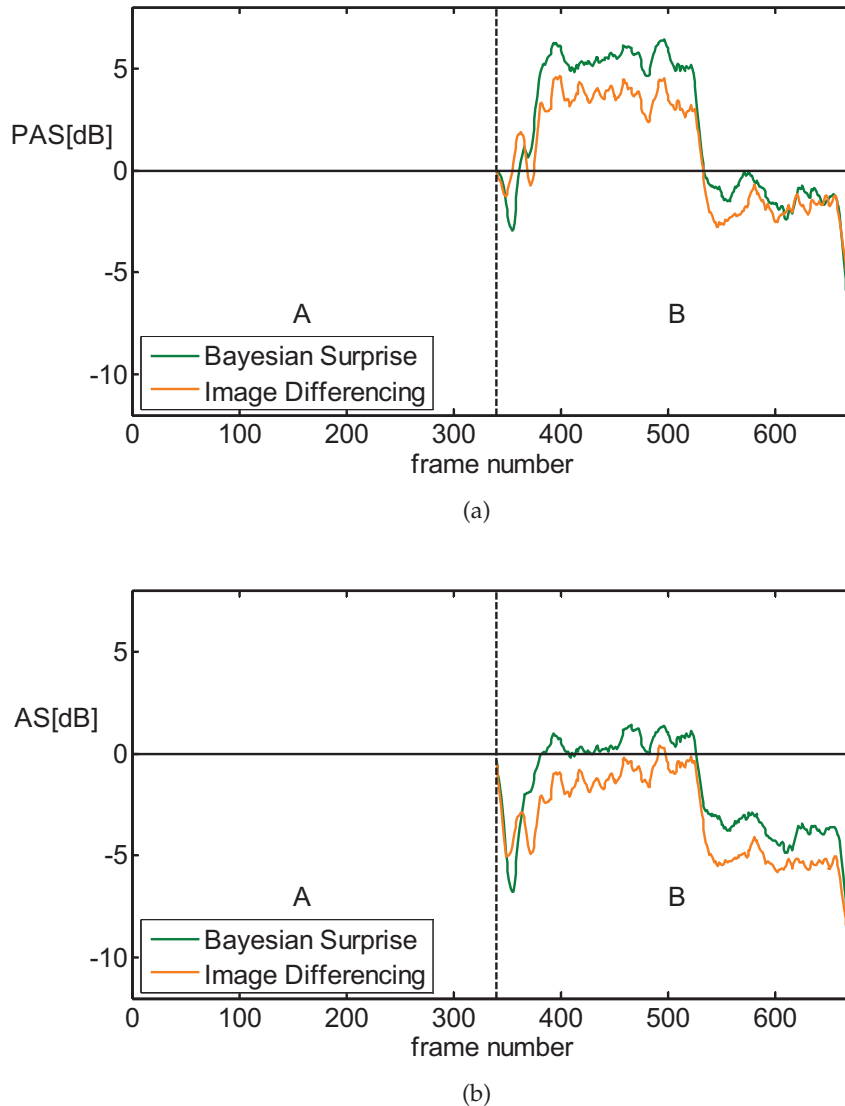 5
PAS[dB]
0
-5
A
B
Bayesian Surprise
-10
Image Differencing
0 100 200 300 400 500 600
frame number
(a)
5
AS[dB]
0
-5
A
B
Bayesian Surprise
-10
Image Differencing
0 100 200 300 400 500 600
frame number
(b)